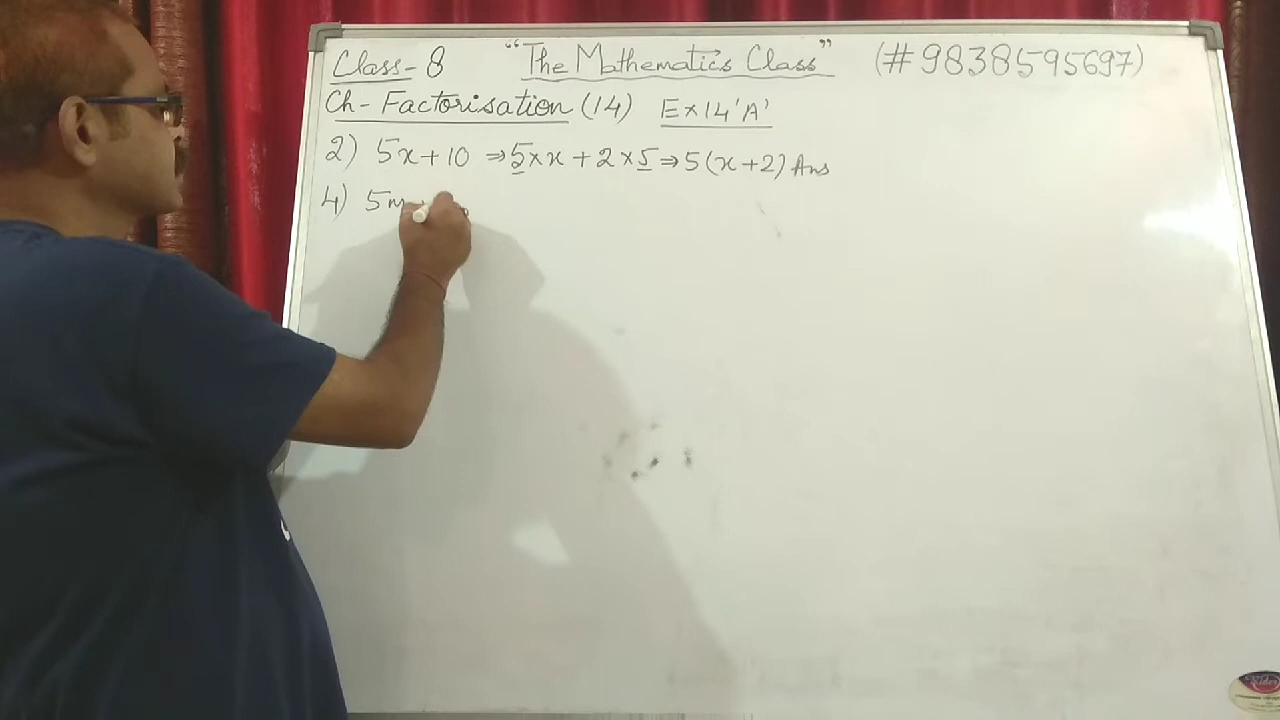 Class-8 "The Mathematics Class" (#9838595697)
Ch- Factorisation (14) Ex 14'A'
2) 5x+10 ⇒ 5×x + 2×5 ⇒ 5(x+2) Ans
4) 5m